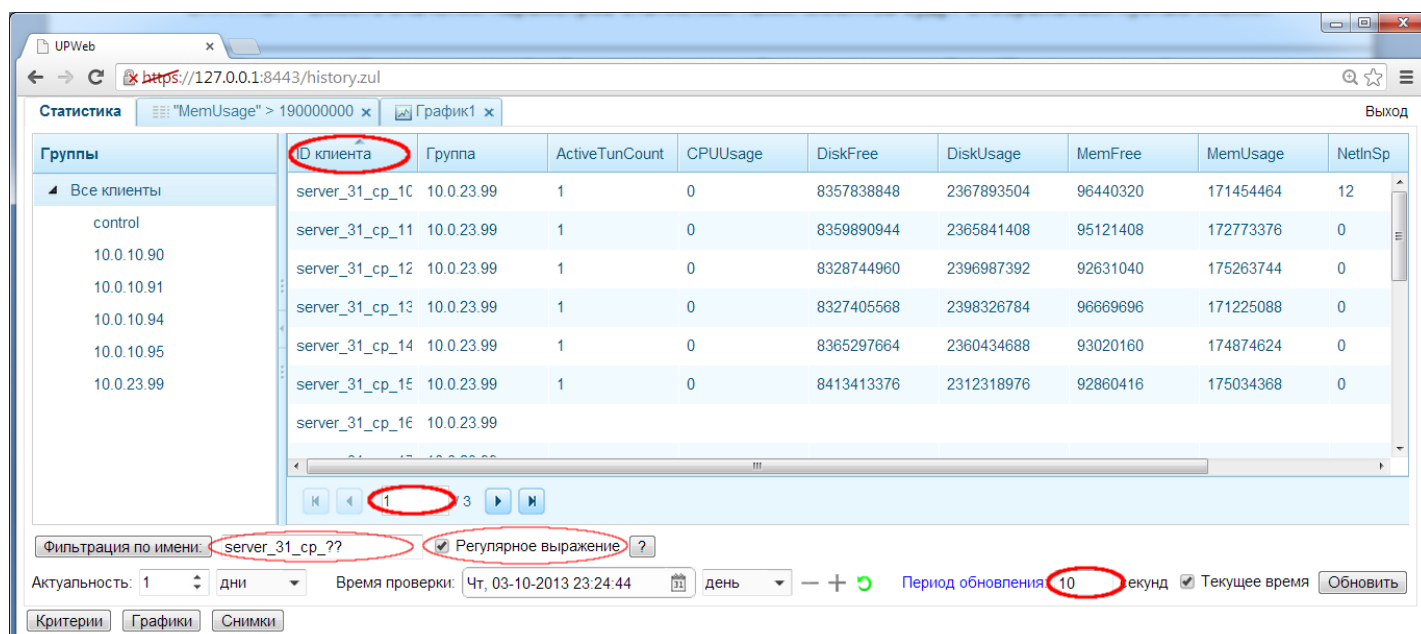 UPWeb
https://127.0.0.1:8443/history.zul
Статистика "MemUsage" > 190000000 График1 Выход
Группы
Все клиенты
control
10.0.10.90
10.0.10.91
10.0.10.94
10.0.10.95
10.0.23.99
ID клиента Группа ActiveTunCount CPUUsage DiskFree DiskUsage MemFree MemUsage NetInSp
server_31_cp_10 10.0.23.99 1 0 8357838848 2367893504 96440320 171454464 12
server_31_cp_11 10.0.23.99 1 0 8359890944 2365841408 95121408 172773376 0
server_31_cp_12 10.0.23.99 1 0 8328744960 2396987392 92631040 175263744 0
server_31_cp_13 10.0.23.99 1 0 8327405568 2398326784 96669696 171225088 0
server_31_cp_14 10.0.23.99 1 0 8365297664 2360434688 93020160 174874624 0
server_31_cp_15 10.0.23.99 1 0 8413413376 2312318976 92860416 175034368 0
server_31_cp_16 10.0.23.99
1 / 3
Фильтрация по имени: server_31_cp_?? Регулярное выражение ?
Актуальность: 1 дни Время проверки: Чт, 03-10-2013 23:24:44 31 день Период обновления: 10 секунд Текущее время Обновить
Критерии Графики Снимки